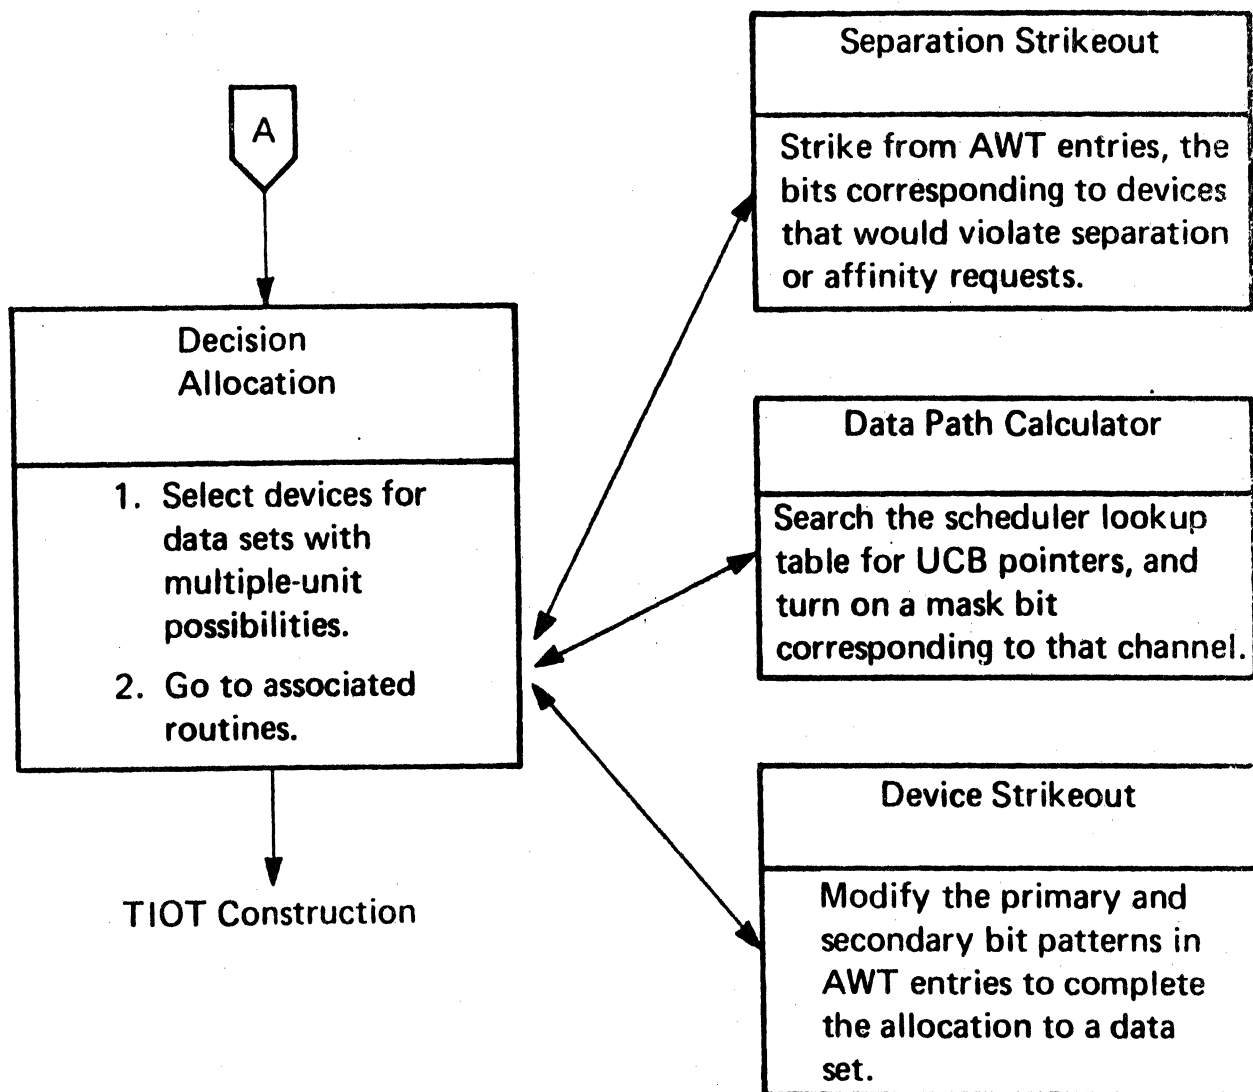 A
Decision
Allocation
1. Select devices for
data sets with
multiple-unit
possibilities.
2. Go to associated
routines.
TIOT Construction
Separation Strikeout
Strike from AWT entries, the
bits corresponding to devices
that would violate separation
or affinity requests.
Data Path Calculator
Search the scheduler lookup
table for UCB pointers, and
turn on a mask bit
corresponding to that channel.
Device Strikeout
Modify the primary and
secondary bit patterns in
AWT entries to complete
the allocation to a data
set.